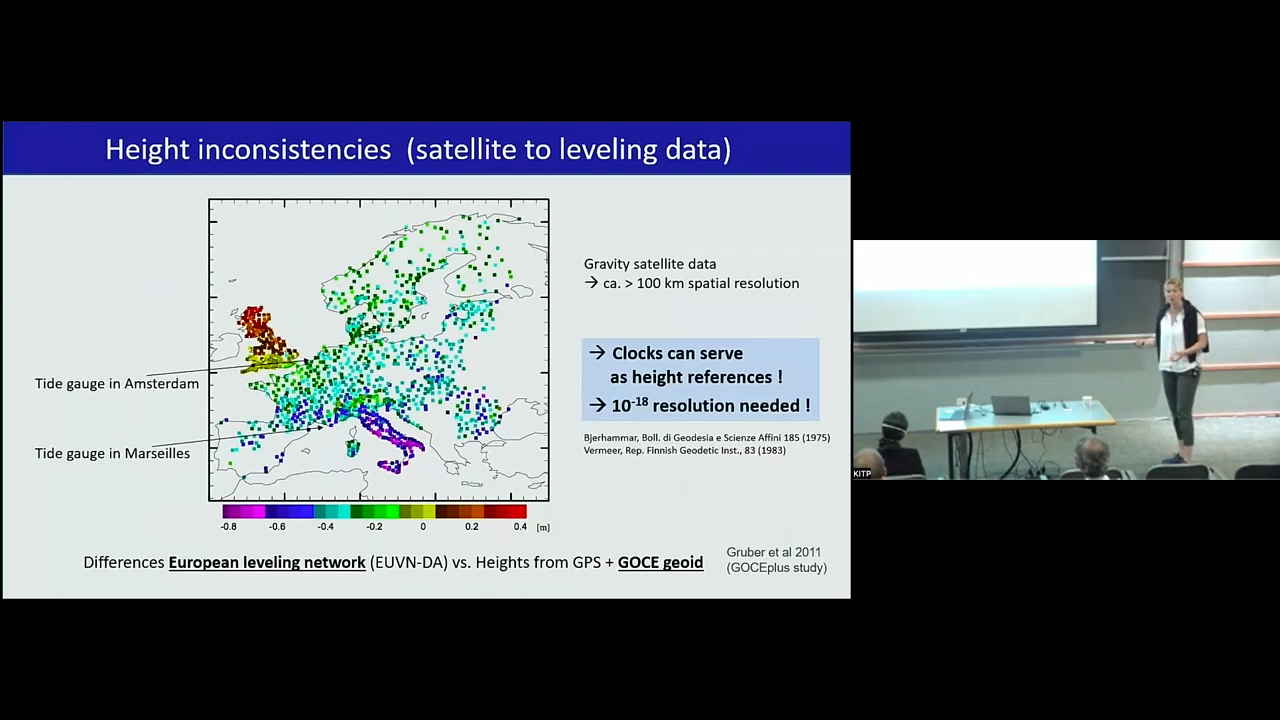 Height inconsistencies (satellite to leveling data)
Gravity satellite data
→ ca. > 100 km spatial resolution
→ Clocks can serve
as height references !
→ 10⁻¹⁸ resolution needed !
Tide gauge in Amsterdam
Bjerhammar, Boll. di Geodesia e Scienze Affini 185 (1975)
Vermeer, Rep. Finnish Geodetic Inst., 83 (1983)
Tide gauge in Marseilles
-0.8 -0.6 -0.4 -0.2 0 0.2 0.4 [m]
Differences European leveling network (EUVN-DA) vs. Heights from GPS + GOCE geoid
Gruber et al 2011
(GOCEplus study)
KITP